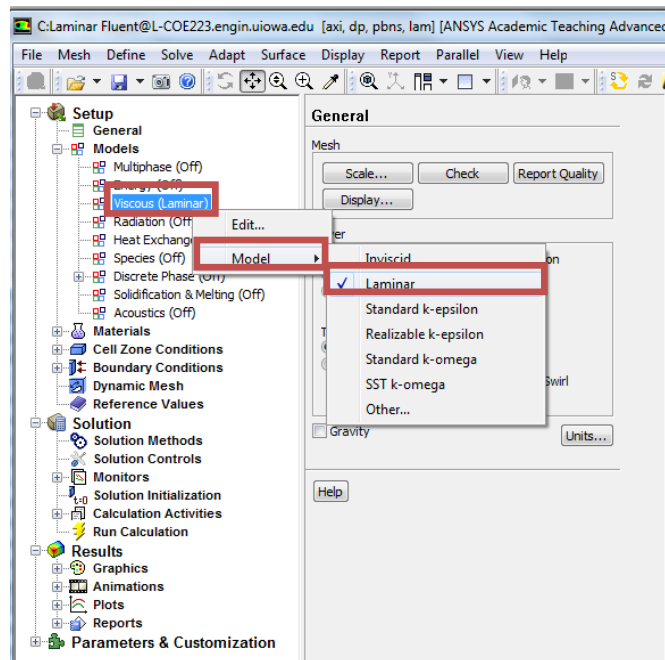 C:Laminar Fluent@L-COE223.engin.uiowa.edu [axi, dp, pbns, lam] [ANSYS Academic Teaching Advanced
File Mesh Define Solve Adapt Surface Display Report Parallel View Help
Setup
General
Models
Multiphase (Off)
Energy (Off)
Viscous (Laminar)
Radiation (Off
Heat Exchang
Species (Off)
Discrete Phase (Off)
Solidification & Melting (Off)
Acoustics (Off)
Materials
Cell Zone Conditions
Boundary Conditions
Dynamic Mesh
Reference Values
Solution
Solution Methods
Solution Controls
Monitors
Solution Initialization
Calculation Activities
Run Calculation
Results
Graphics
Animations
Plots
Reports
Parameters & Customization
Edit...
Model
Inviscid
Laminar
Standard k-epsilon
Realizable k-epsilon
Standard k-omega
SST k-omega
Other...
General
Mesh
Scale... Check Report Quality
Display...
er
on
T
Swirl
Gravity
Units...
Help